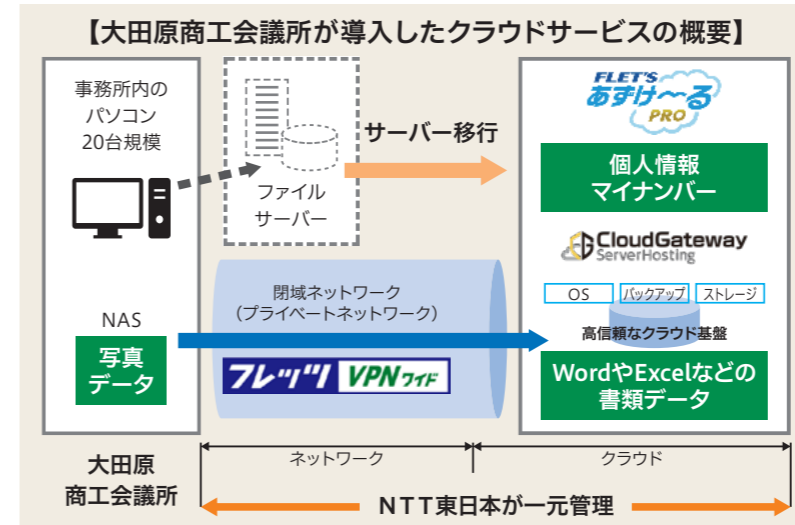 【大田原商工会議所が導入したクラウドサービスの概要】
事務所内の
パソコン
20台規模
ファイル
サーバー
サーバー移行
FLET'S
あずけ〜る
PRO
個人情報
マイナンバー
CloudGateway
ServerHosting
OS
バックアップ
ストレージ
高信頼なクラウド基盤
WordやExcelなどの
書類データ
閉域ネットワーク
（プライベートネットワーク）
フレッツ VPNワイド
NAS
写真
データ
大田原
商工会議所
ネットワーク
クラウド
NTT東日本が一元管理